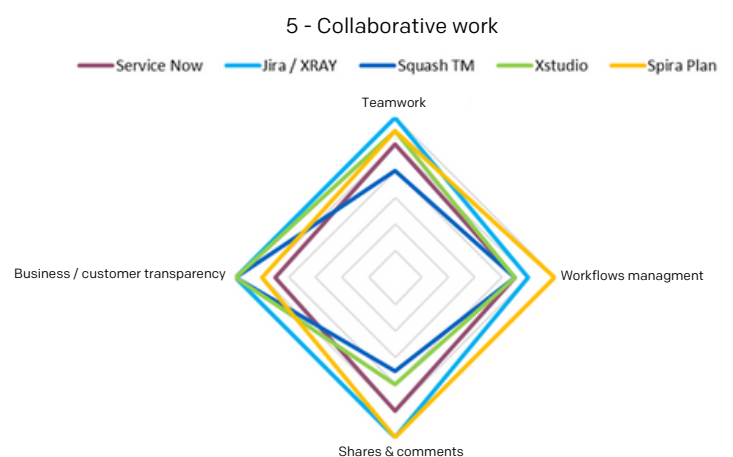 5 - Collaborative work
Service Now Jira / XRAY Squash TM Xstudio Spira Plan
Teamwork
Business / customer transparency
Workflows managment
Shares & comments